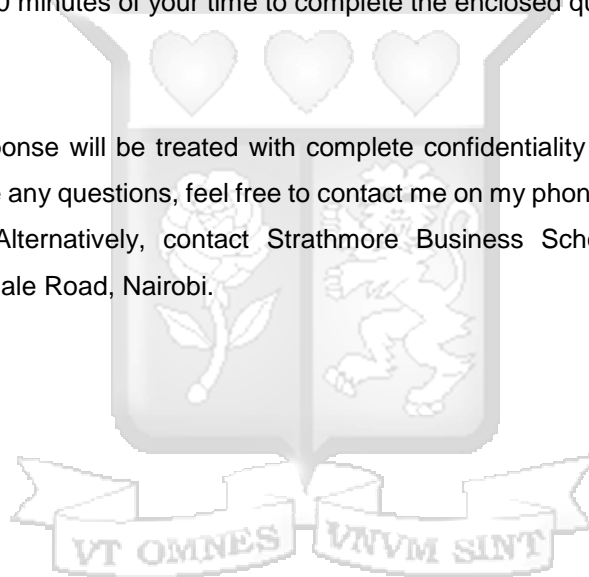 0 minutes of your time to complete the enclosed qu
onse will be treated with complete confidentiality
any questions, feel free to contact me on my phon
Alternatively, contact Strathmore Business Sch
ale Road, Nairobi.
VT OMNES VNVM SINT